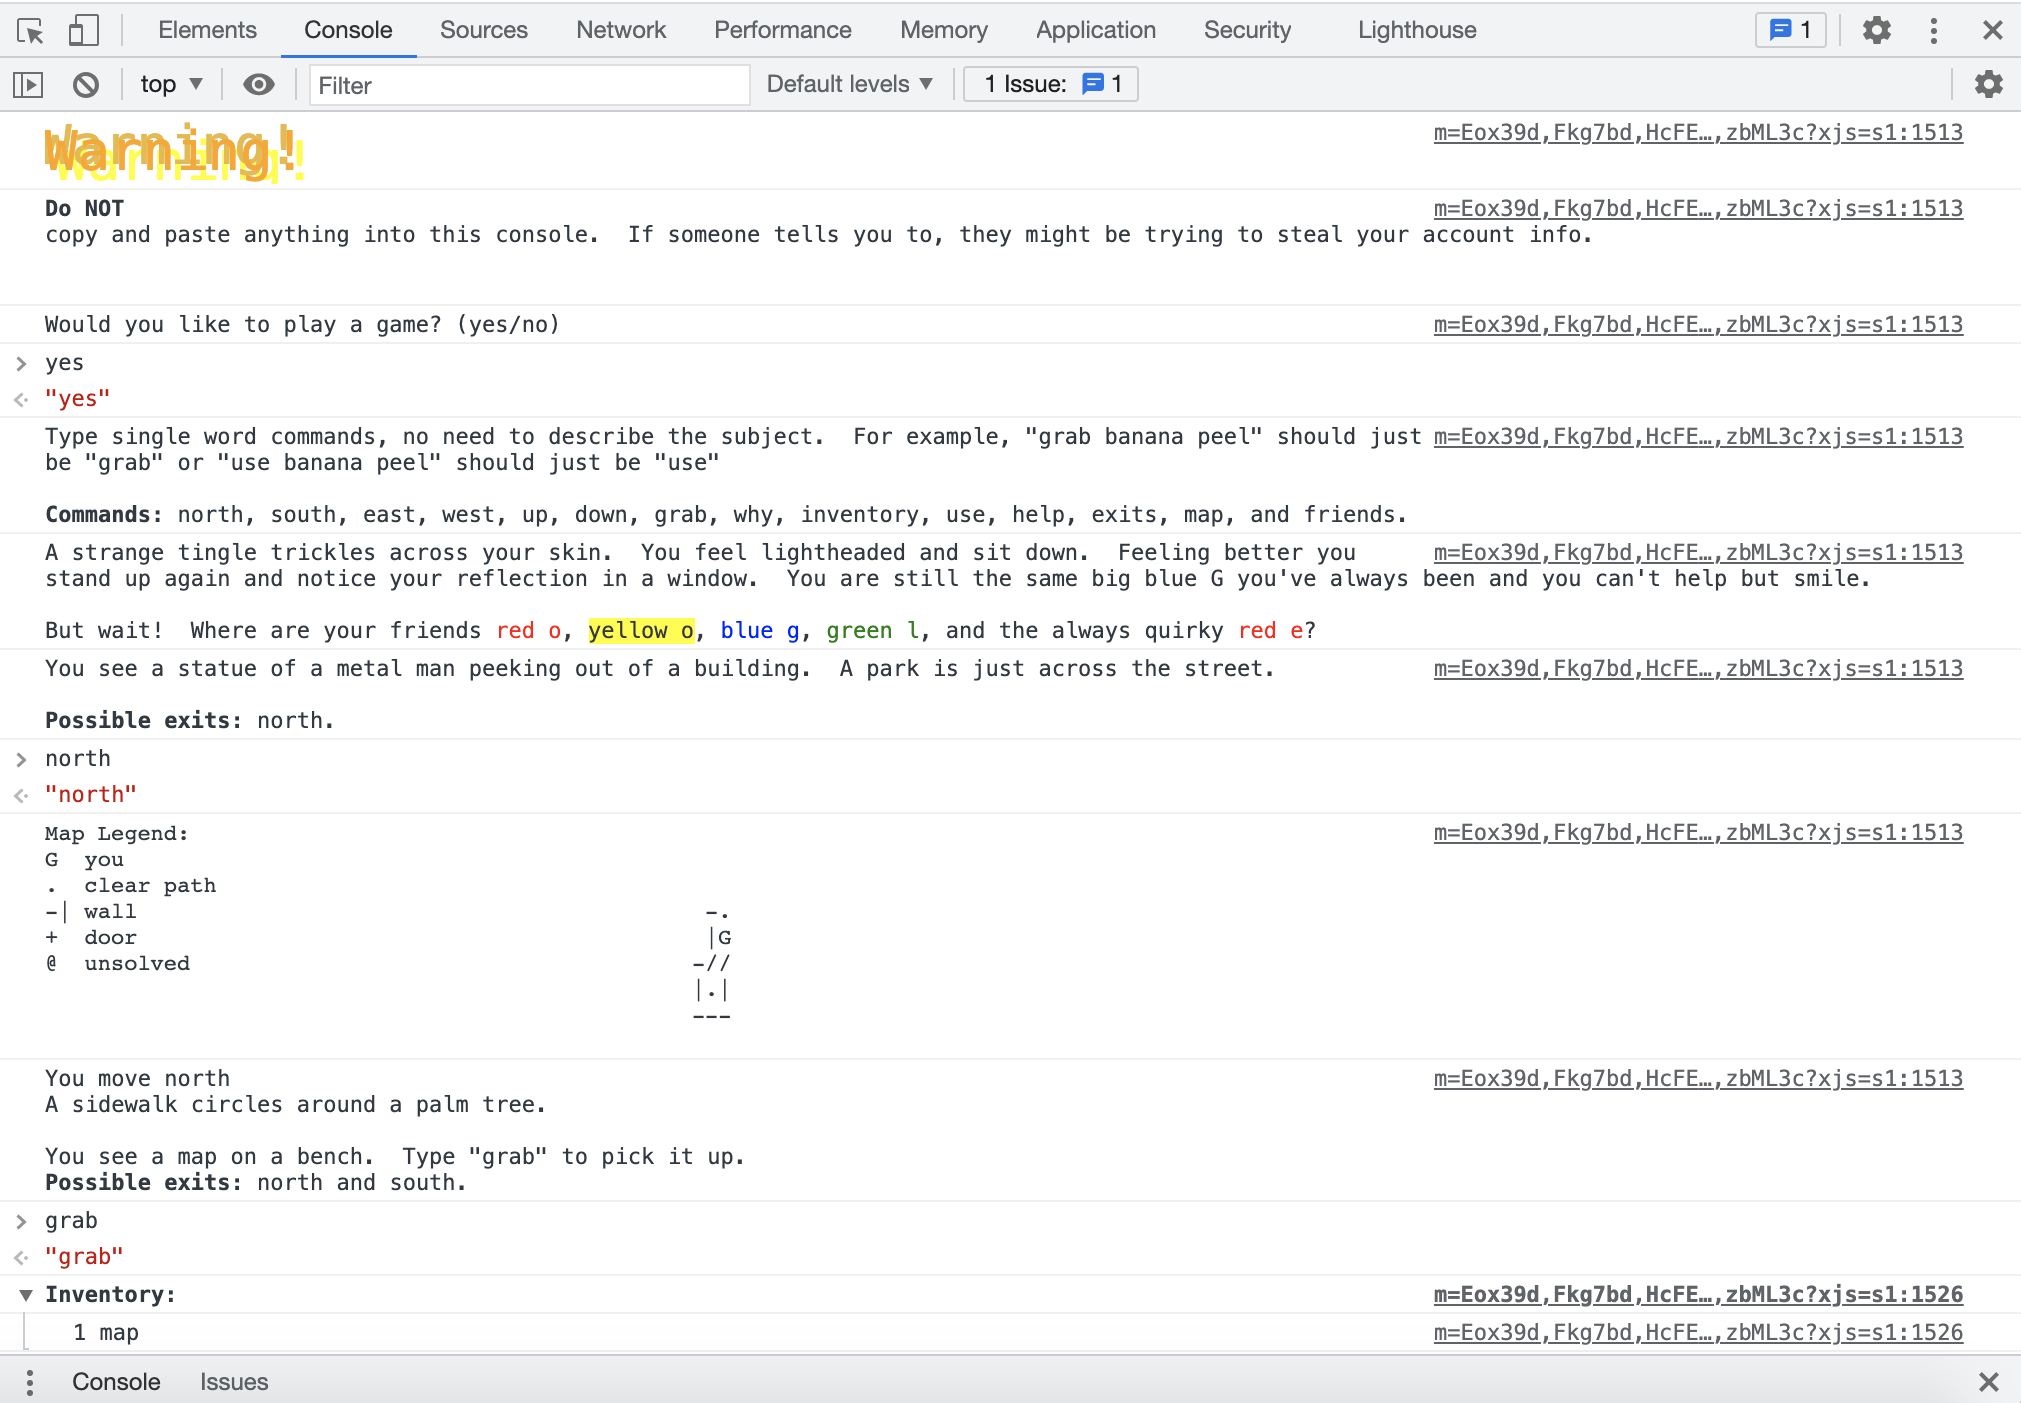 Elements Console Sources Network Performance Memory Application Security Lighthouse 1
top ▼ Filter Default levels ▼ 1 Issue: 1
Warning! m=Eox39d,Fkg7bd,HcFE…,zbML3c?xjs=s1:1513
Do NOT m=Eox39d,Fkg7bd,HcFE…,zbML3c?xjs=s1:1513
copy and paste anything into this console.  If someone tells you to, they might be trying to steal your account info.
Would you like to play a game? (yes/no) m=Eox39d,Fkg7bd,HcFE…,zbML3c?xjs=s1:1513
> yes
<· "yes"
Type single word commands, no need to describe the subject.  For example, "grab banana peel" should just m=Eox39d,Fkg7bd,HcFE…,zbML3c?xjs=s1:1513
be "grab" or "use banana peel" should just be "use"
Commands: north, south, east, west, up, down, grab, why, inventory, use, help, exits, map, and friends.
A strange tingle trickles across your skin.  You feel lightheaded and sit down.  Feeling better you m=Eox39d,Fkg7bd,HcFE…,zbML3c?xjs=s1:1513
stand up again and notice your reflection in a window.  You are still the same big blue G you've always been and you can't help but smile.
But wait!  Where are your friends red o, yellow o, blue g, green l, and the always quirky red e?
You see a statue of a metal man peeking out of a building.  A park is just across the street. m=Eox39d,Fkg7bd,HcFE…,zbML3c?xjs=s1:1513
Possible exits: north.
> north
<· "north"
Map Legend: m=Eox39d,Fkg7bd,HcFE…,zbML3c?xjs=s1:1513
G  you
.  clear path
-| wall -.
+  door |G
@  unsolved -//
|.|
---
You move north m=Eox39d,Fkg7bd,HcFE…,zbML3c?xjs=s1:1513
A sidewalk circles around a palm tree.
You see a map on a bench.  Type "grab" to pick it up.
Possible exits: north and south.
> grab
<· "grab"
▼ Inventory: m=Eox39d,Fkg7bd,HcFE…,zbML3c?xjs=s1:1526
1 map m=Eox39d,Fkg7bd,HcFE…,zbML3c?xjs=s1:1526
Console Issues